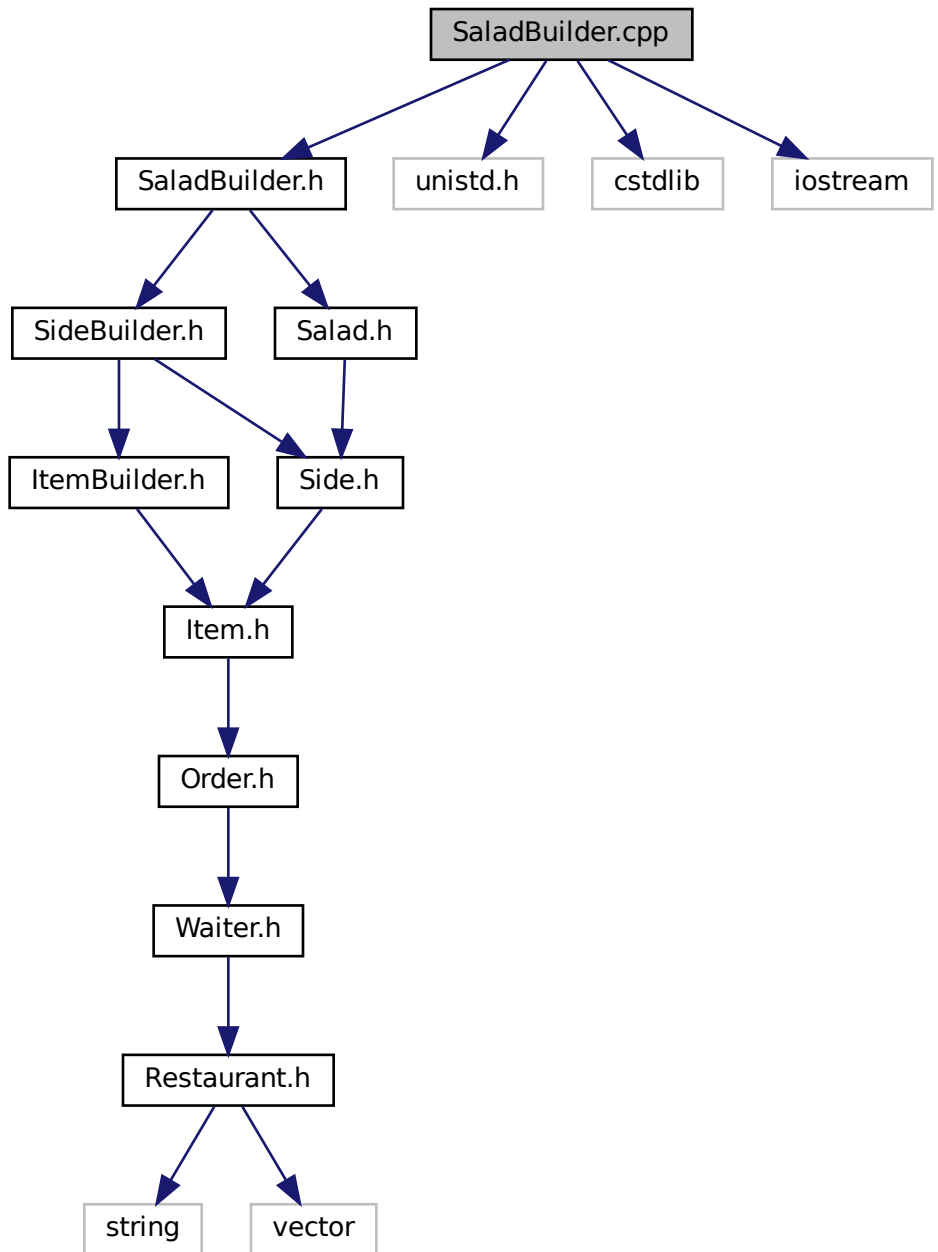 SaladBuilder.cpp
SaladBuilder.h
unistd.h
cstdlib
iostream
SideBuilder.h
Salad.h
ItemBuilder.h
Side.h
Item.h
Order.h
Waiter.h
Restaurant.h
string
vector